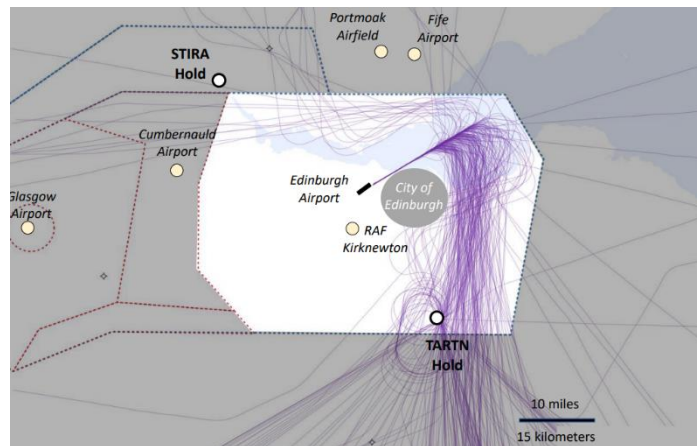 Portmoak
Airfield
Fife
Airport
STIRA
Hold
Cumbernauld
Airport
Edinburgh
Airport
City of
Edinburgh
Glasgow
Airport
RAF
Kirknewton
TARTN
Hold
10 miles
15 kilometers